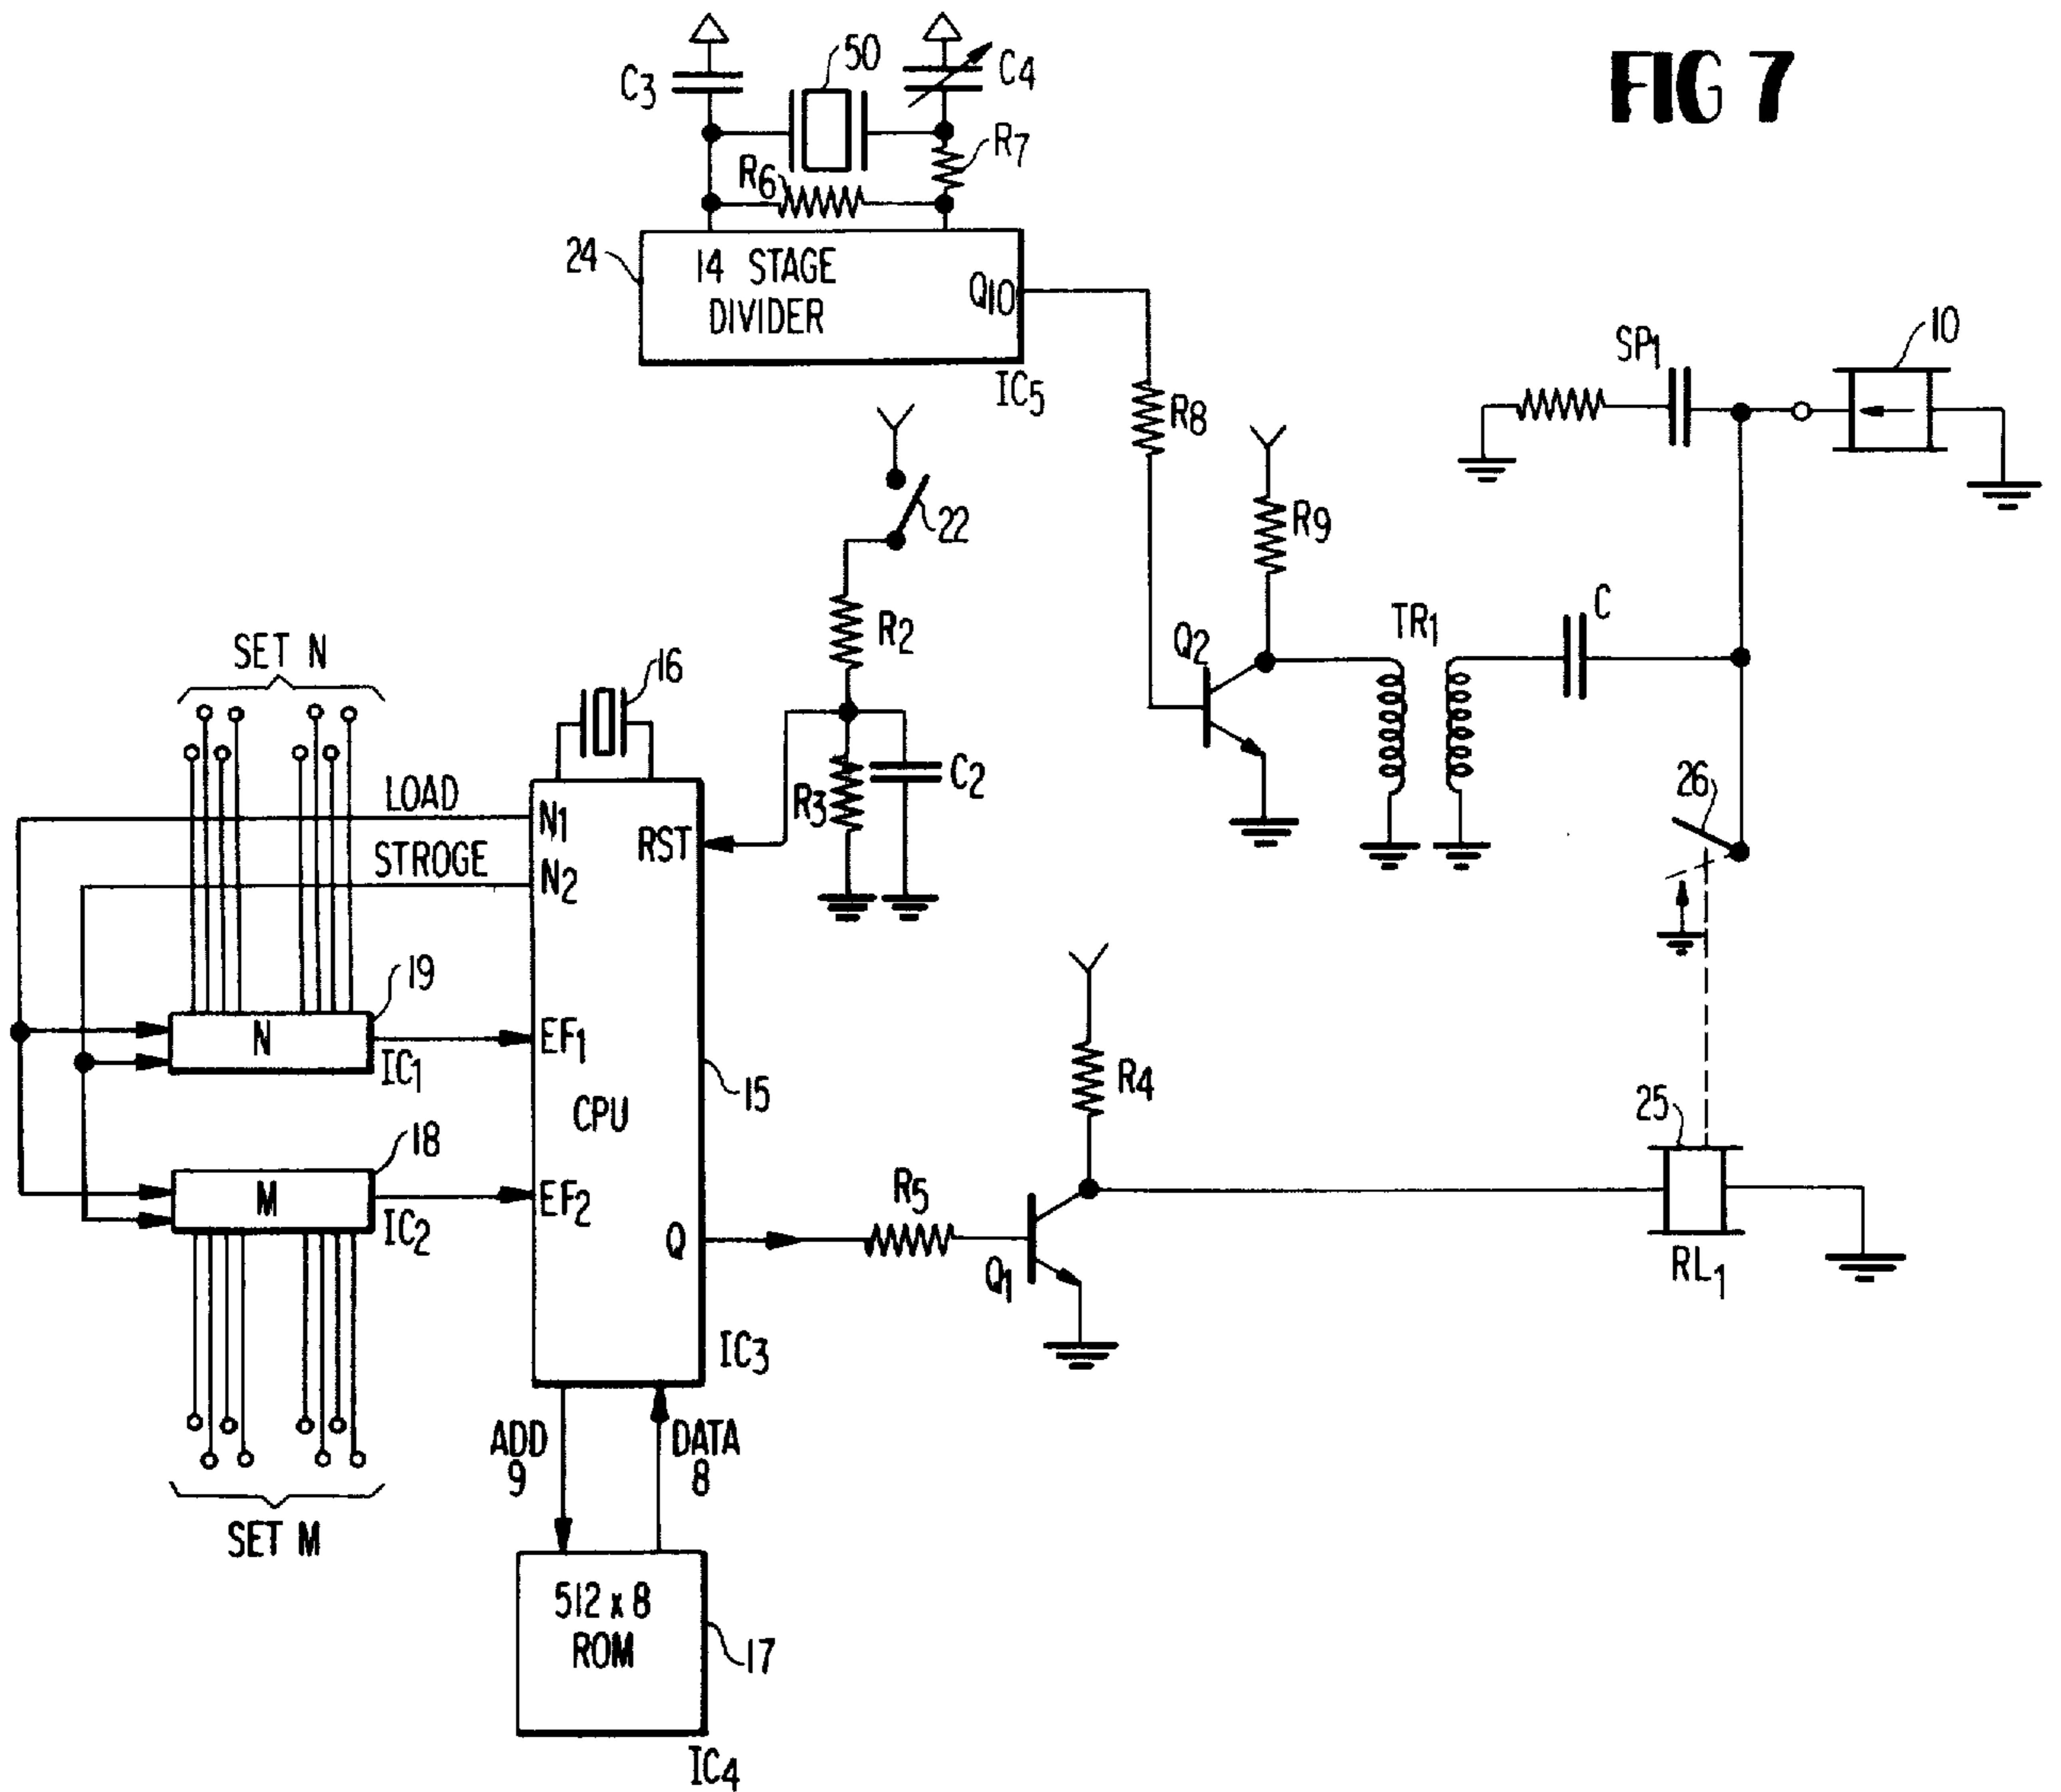 FIG 7
C3
50
C4
R7
R6
24
14 STAGE
DIVIDER
Q10
IC5
R8
SP1
10
22
R9
R2
Q2
TR1
C
SET N
16
LOAD
STROGE
N1
N2
RST
R3
C2
26
19
N
IC1
EF1
CPU
15
R4
18
M
IC2
EF2
Q
R5
Q1
25
RL1
IC3
ADD
9
DATA
8
SET M
512 x 8
ROM
17
IC4